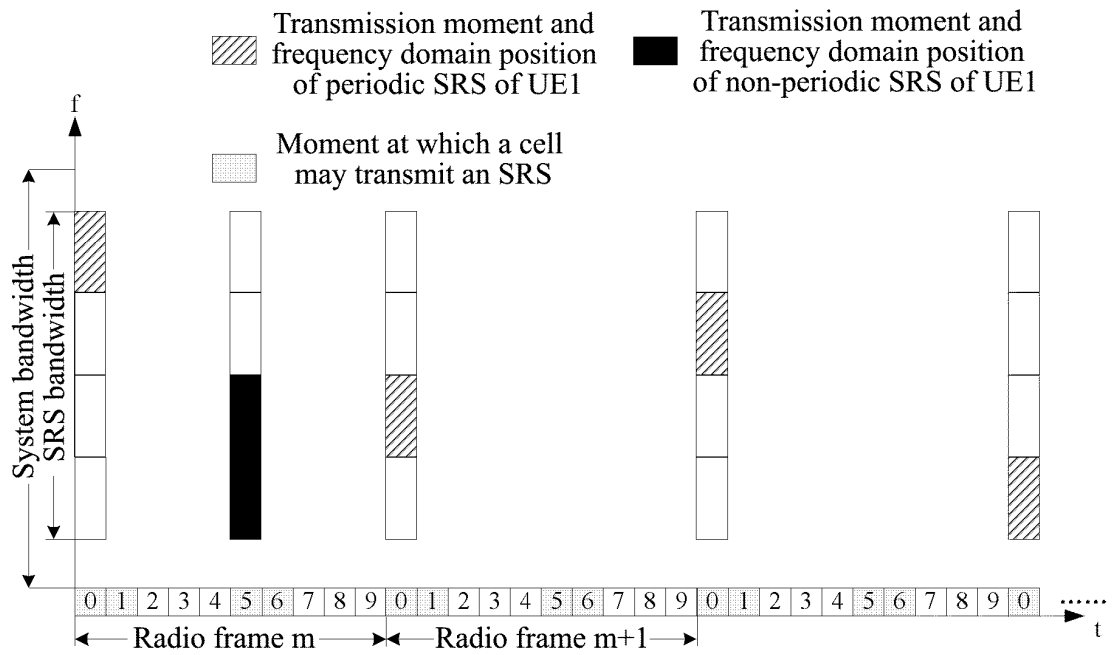 Transmission moment and
frequency domain position
of periodic SRS of UE1
Transmission moment and
frequency domain position
of non-periodic SRS of UE1
Moment at which a cell
may transmit an SRS
f
System bandwidth
SRS bandwidth
0 1 2 3 4 5 6 7 8 9 0 1 2 3 4 5 6 7 8 9 0 1 2 3 4 5 6 7 8 9 0 ......
t
Radio frame m
Radio frame m+1